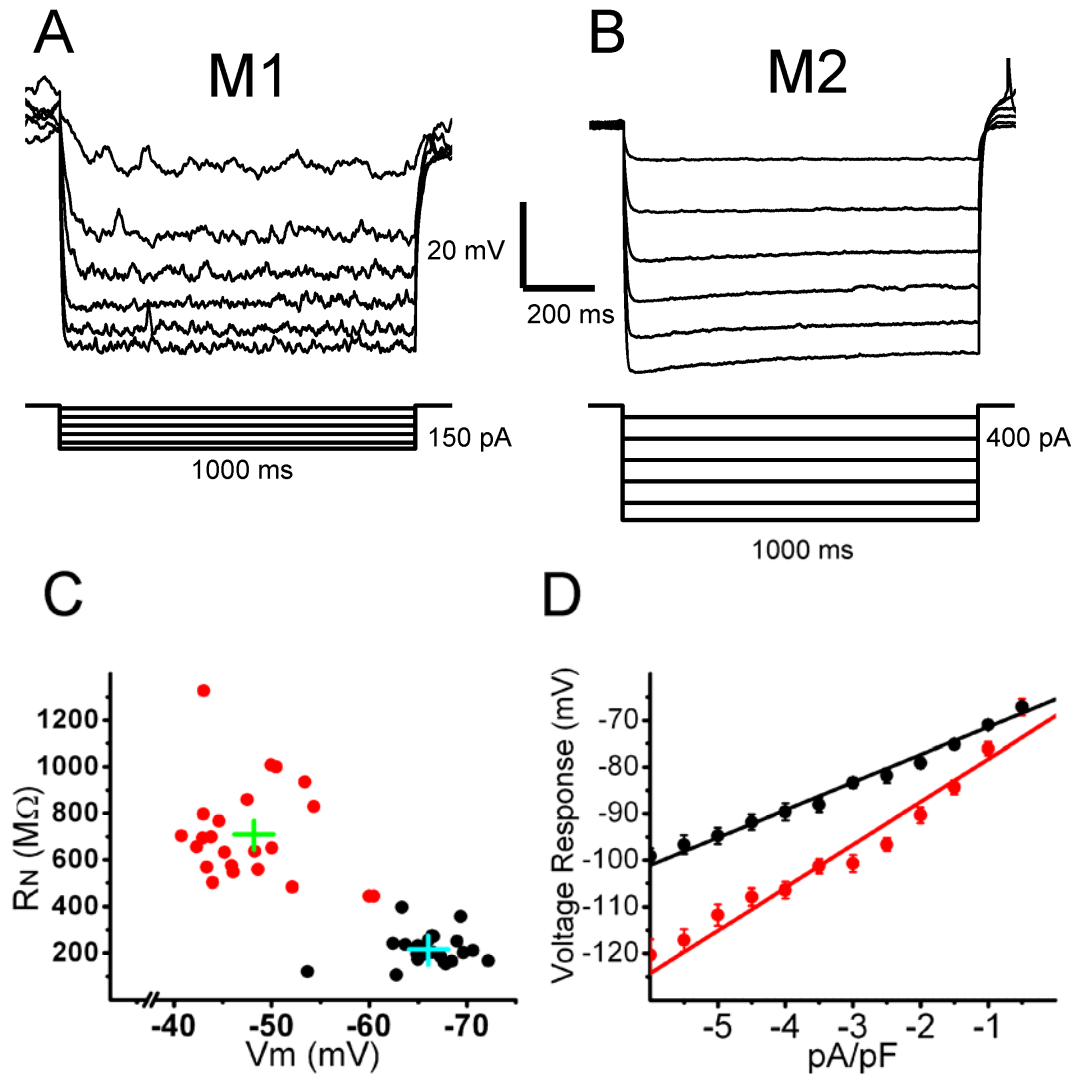 A
M1
20 mV
200 ms
150 pA
1000 ms
B
M2
400 pA
1000 ms
C
RN (MΩ)
1200
1000
800
600
400
200
-40 -50 -60 -70
Vm (mV)
D
Voltage Response (mV)
-70
-80
-90
-100
-110
-120
-5 -4 -3 -2 -1
pA/pF